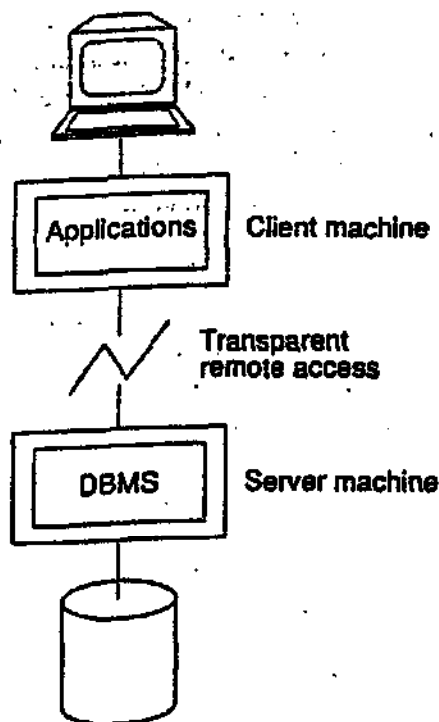 Applications
Client machine
Transparent
remote access
DBMS
Server machine